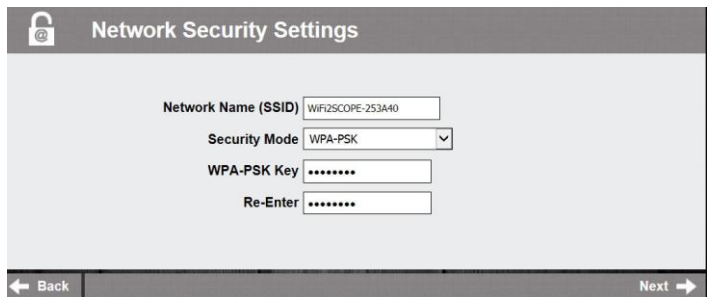 Network Security Settings
Network Name (SSID) WiFi2SCOPE-253A40
Security Mode WPA-PSK
WPA-PSK Key ••••••••
Re-Enter ••••••••
Back Next